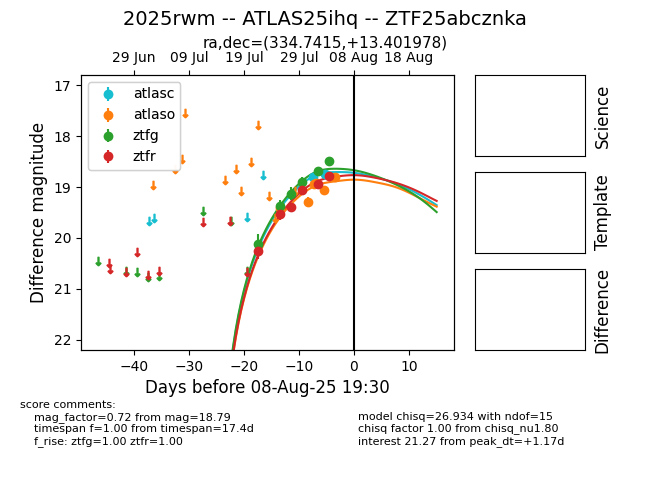 2025rwm -- ATLAS25ihq -- ZTF25abcznka
ra,dec=(334.7415,+13.401978)
29 Jun 09 Jul 19 Jul 29 Jul 08 Aug 18 Aug
atlasc
atlaso
ztfg
ztfr
17
18
19
20
21
22
Difference magnitude
−40 −30 −20 −10 0 10
Days before 08-Aug-25 19:30
Science
Template
Difference
score comments:
mag_factor=0.72 from mag=18.79
timespan f=1.00 from timespan=17.4d
f_rise: ztfg=1.00 ztfr=1.00
model chisq=26.934 with ndof=15
chisq factor 1.00 from chisq_nu1.80
interest 21.27 from peak_dt=+1.17d